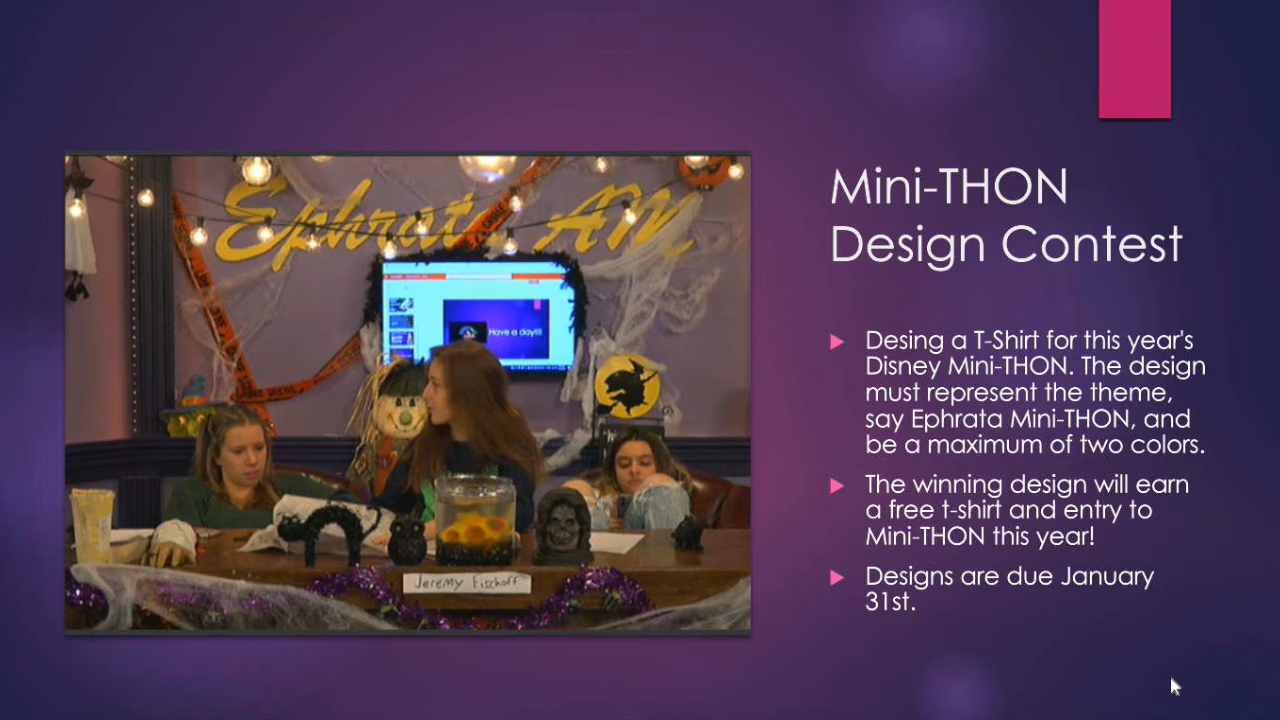 Ephrata AM
Have a day!!!
Jeremy Fischoff
Mini-THON
Design Contest
Desing a T-Shirt for this year's
Disney Mini-THON. The design
must represent the theme,
say Ephrata Mini-THON, and
be a maximum of two colors.
The winning design will earn
a free t-shirt and entry to
Mini-THON this year!
Designs are due January
31st.